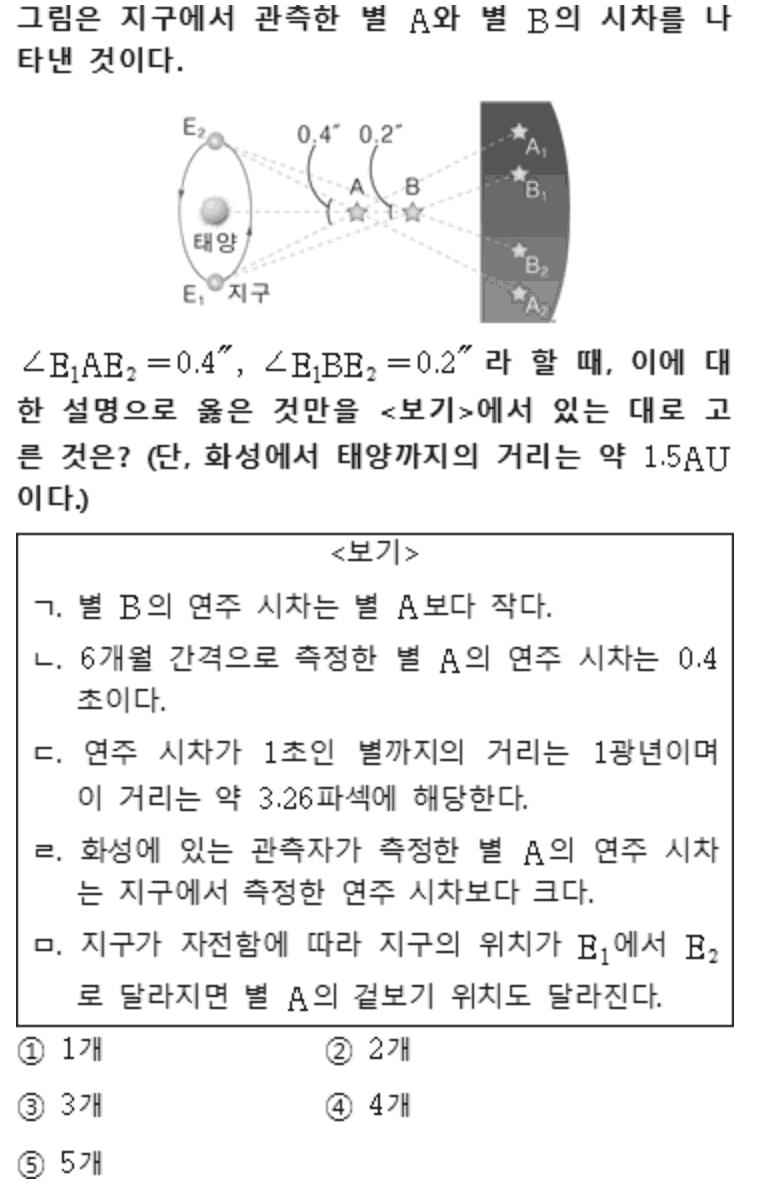 그림은 지구에서 관측한 별 A와 별 B의 시차를 나
타낸 것이다.
E₂ 0.4″ 0.2″
A₁
A B B₁
태양
B₂
E₁ 지구 A₂
∠E₁AE₂=0.4″, ∠E₁BE₂=0.2″ 라 할 때, 이에 대
한 설명으로 옳은 것만을 <보기>에서 있는 대로 고
른 것은? (단, 화성에서 태양까지의 거리는 약 1.5AU
이다.)
<보기>
ㄱ. 별 B의 연주 시차는 별 A보다 작다.
ㄴ. 6개월 간격으로 측정한 별 A의 연주 시차는 0.4
초이다.
ㄷ. 연주 시차가 1초인 별까지의 거리는 1광년이며
이 거리는 약 3.26파섹에 해당한다.
ㄹ. 화성에 있는 관측자가 측정한 별 A의 연주 시차
는 지구에서 측정한 연주 시차보다 크다.
ㅁ. 지구가 자전함에 따라 지구의 위치가 E₁에서 E₂
로 달라지면 별 A의 겉보기 위치도 달라진다.
① 1개 ② 2개
③ 3개 ④ 4개
⑤ 5개